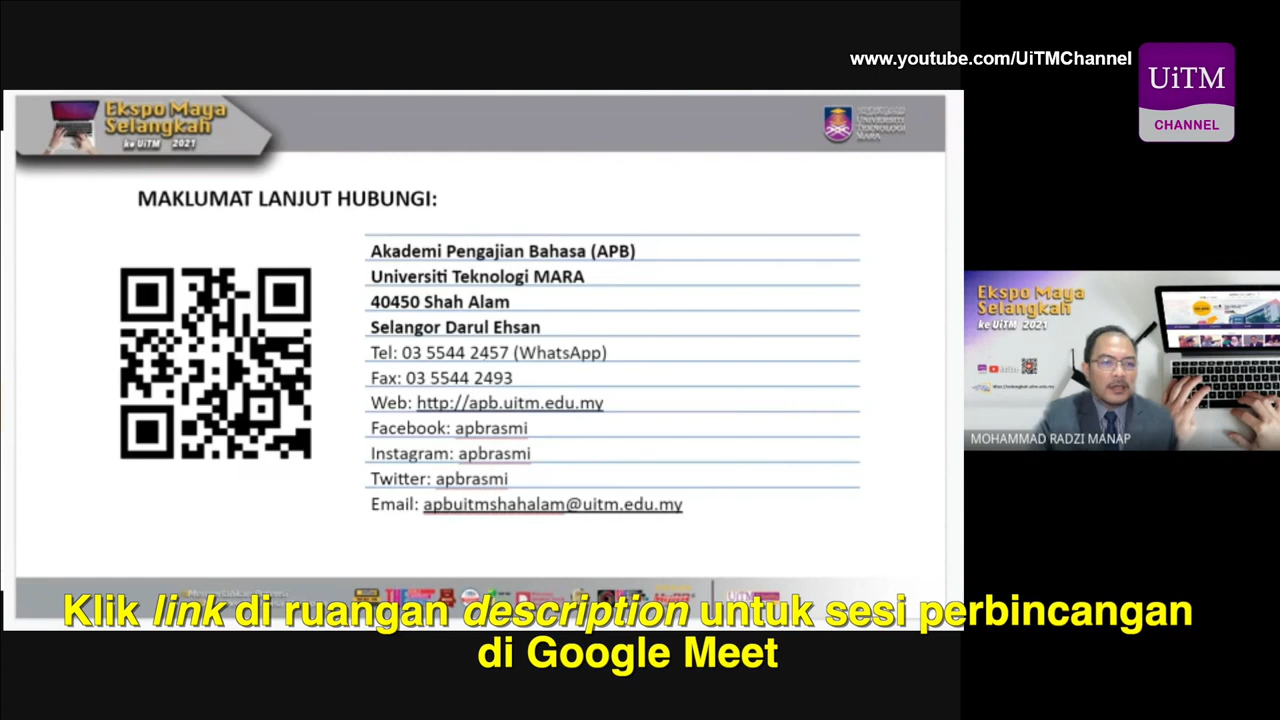 www.youtube.com/UiTMChannel
UiTM
CHANNEL
Ekspo Maya
Selangkah
ke UiTM 2021
UNIVERSITI
TEKNOLOGI
MARA
MAKLUMAT LANJUT HUBUNGI:
Akademi Pengajian Bahasa (APB)
Universiti Teknologi MARA
40450 Shah Alam
Selangor Darul Ehsan
Tel: 03 5544 2457 (WhatsApp)
Fax: 03 5544 2493
Web: http://apb.uitm.edu.my
Facebook: apbrasmi
Instagram: apbrasmi
Twitter: apbrasmi
Email: apbuitmshahalam@uitm.edu.my
Ekspo Maya
Selangkah
ke UiTM 2021
MOHAMMAD RADZI MANAP
Klik link di ruangan description untuk sesi perbincangan
di Google Meet